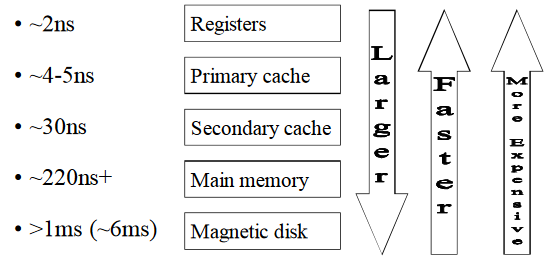 • ~2ns Registers
• ~4-5ns Primary cache
• ~30ns Secondary cache
• ~220ns+ Main memory
• >1ms (~6ms) Magnetic disk
Larger
Faster
More Expensive